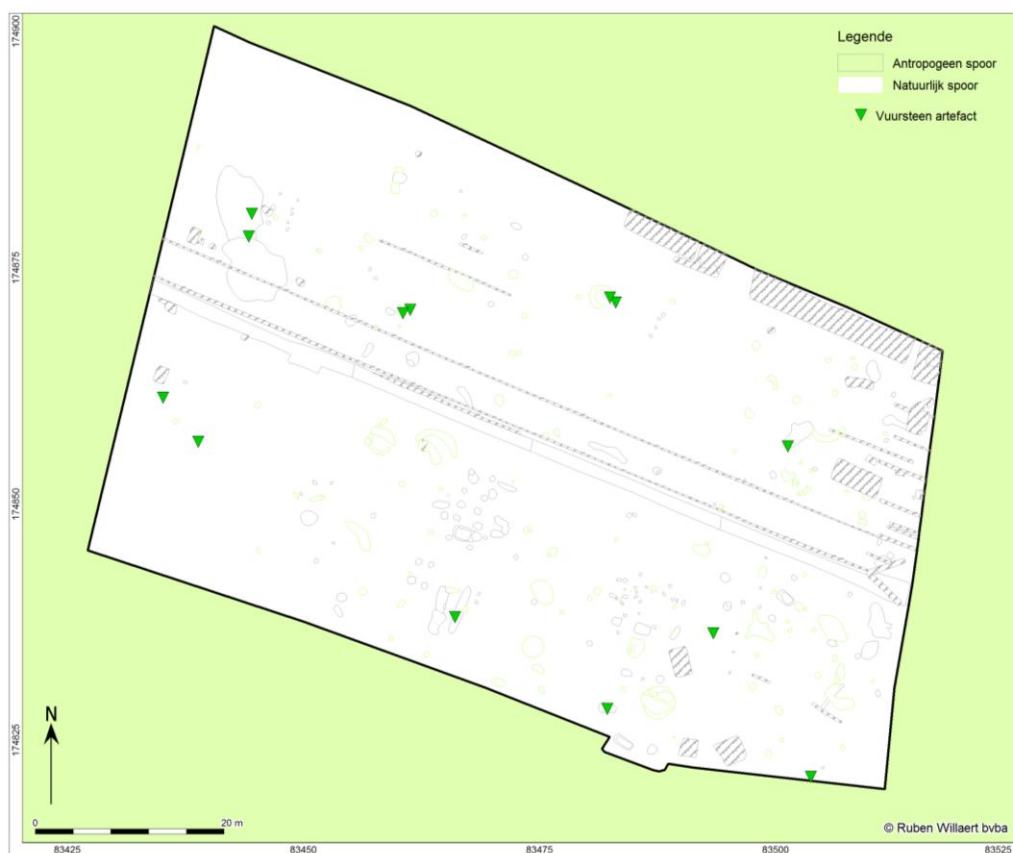 Legende
Antropogeen spoor
Natuurlijk spoor
Vuursteen artefact
174900
174875
174850
174825
N
0 20 m
© Ruben Willaert bvba
83425 83450 83475 83500 83525